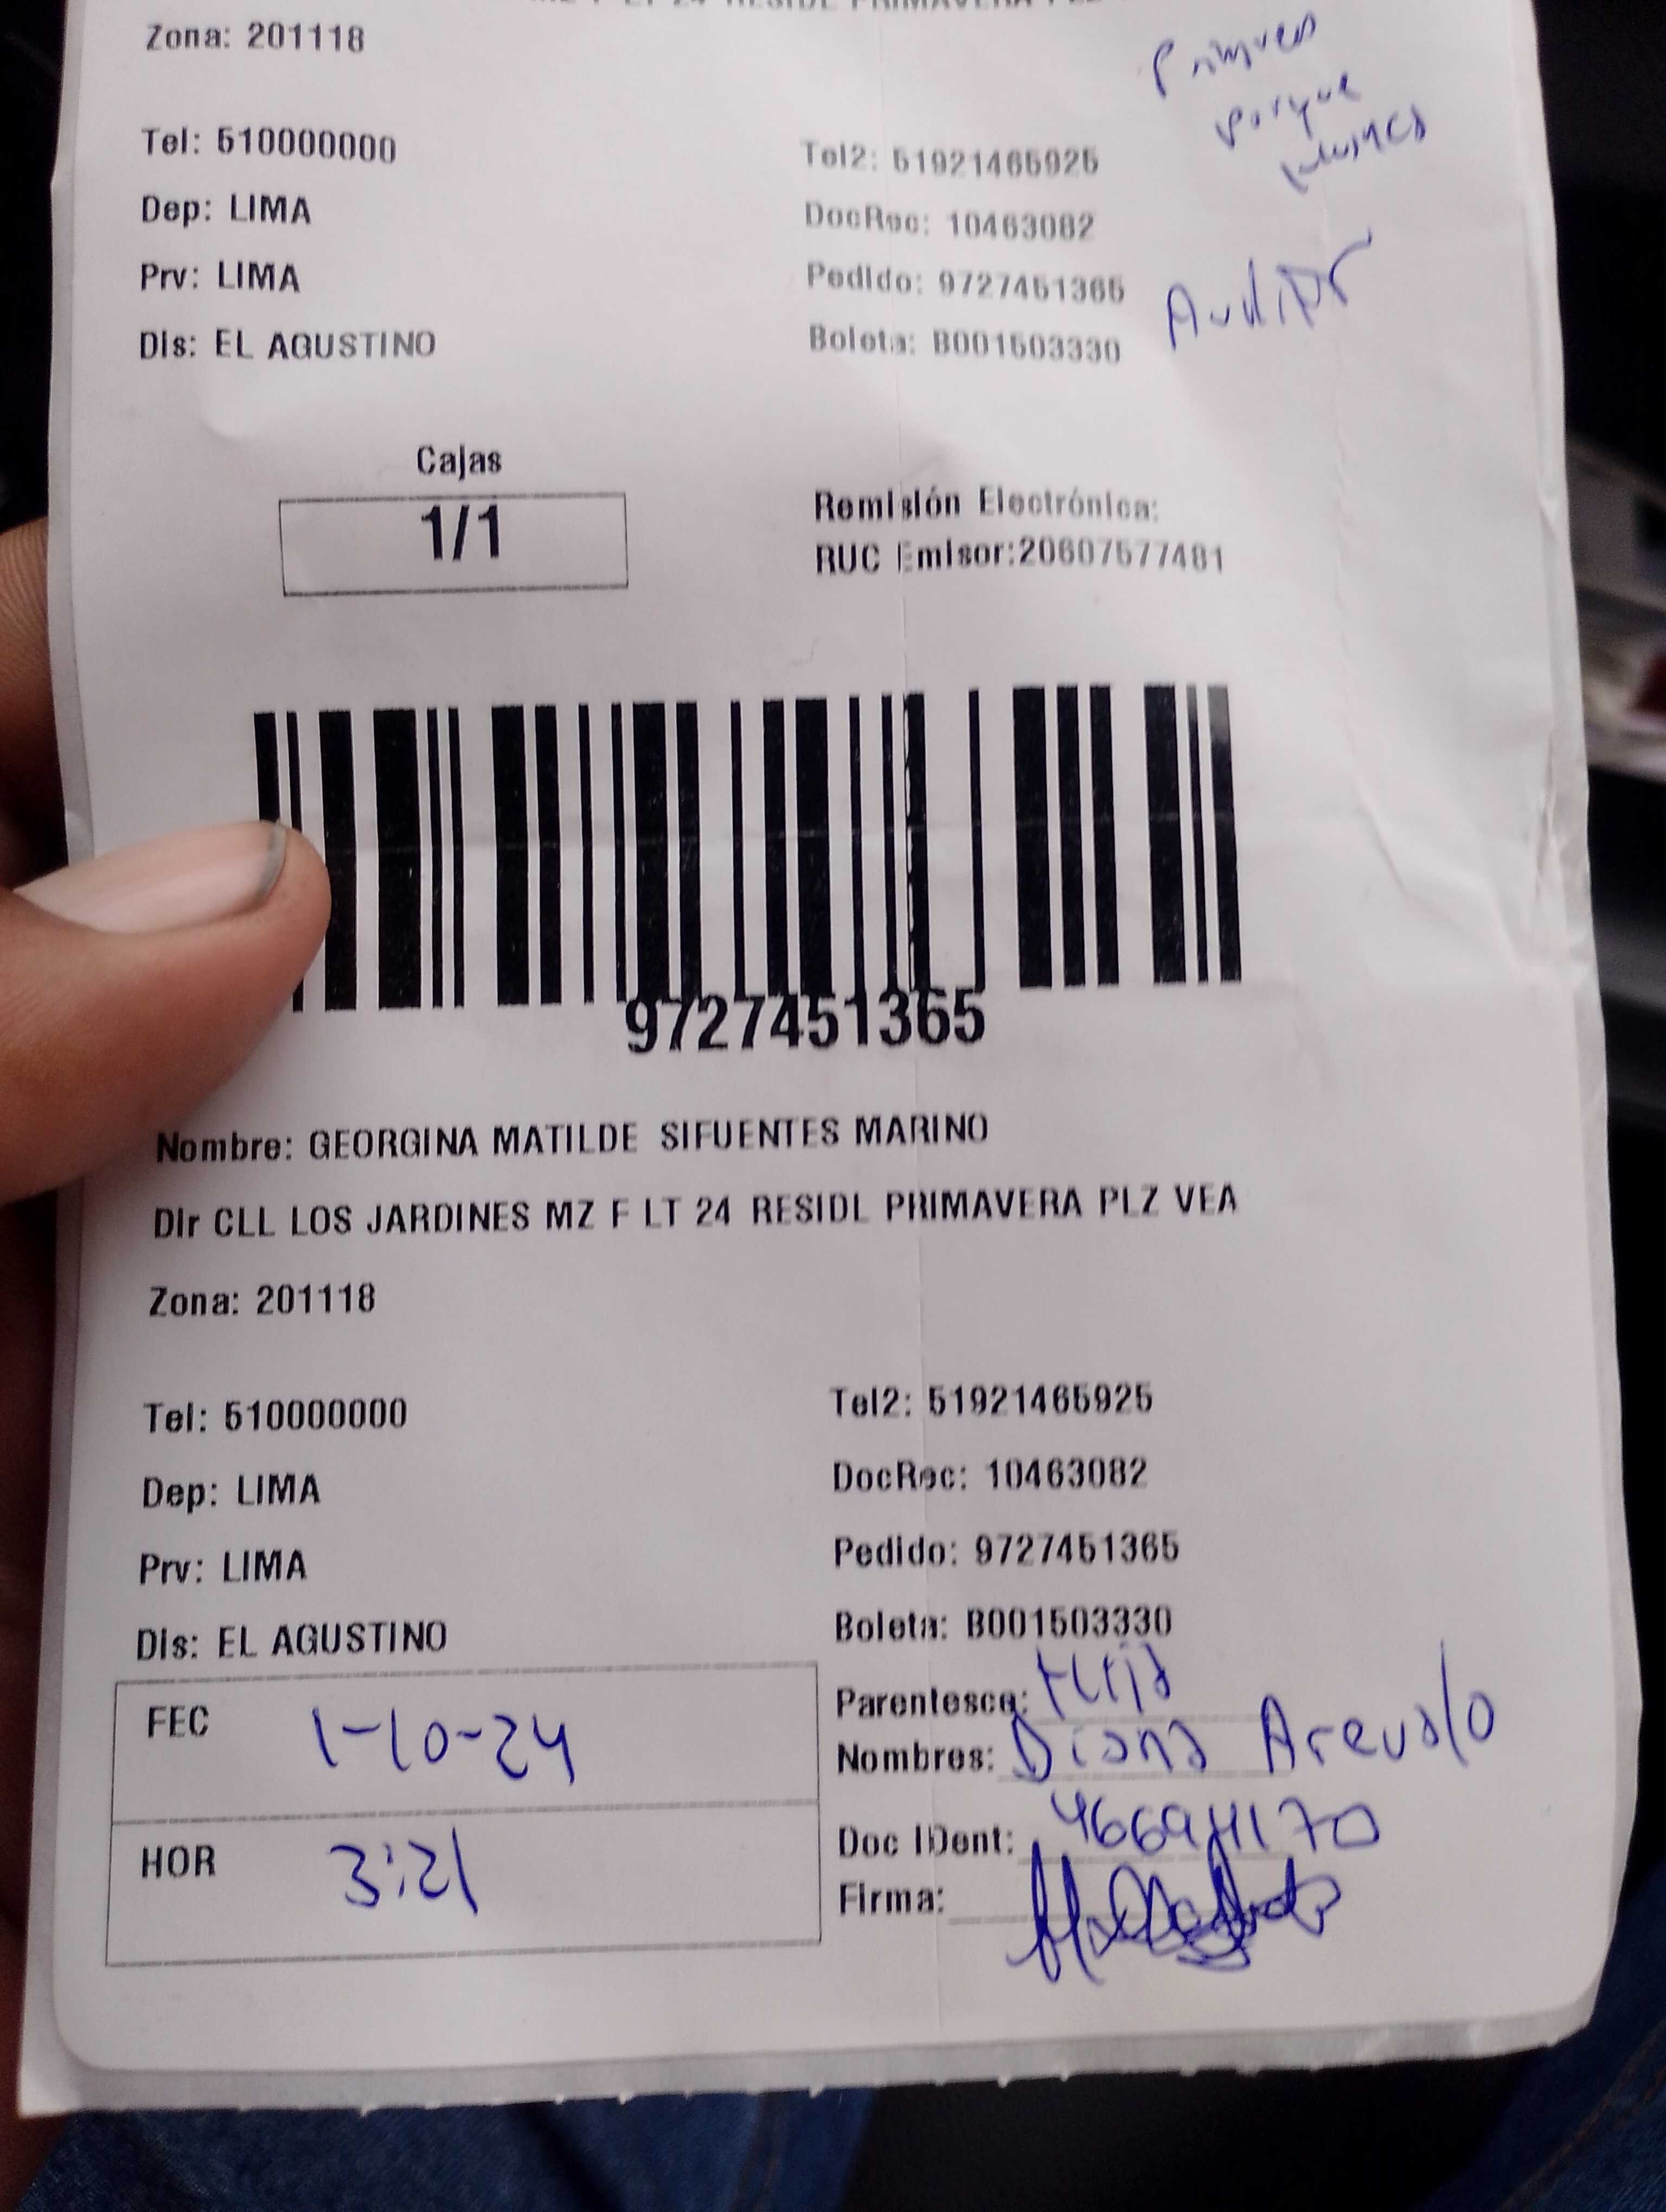 Zona: 201118
Tel: 510000000
Dep: LIMA
Prv: LIMA
Dis: EL AGUSTINO
Tel2: 51921465925
DocRec: 10463082
Pedido: 9727451365
Boleta: B001503330
porque
Cajas
1/1
Remisión Electrónica:
RUC Emisor:20607577481
9727451365
Nombre: GEORGINA MATILDE SIFUENTES MARINO
Dir CLL LOS JARDINES MZ F LT 24 RESIDL PRIMAVERA PLZ VEA
Zona: 201118
Tel: 510000000
Dep: LIMA
Prv: LIMA
Dis: EL AGUSTINO
Tel2: 51921465925
DocRec: 10463082
Pedido: 9727451365
Boleta: B001503330
FEC 1-10-24
HOR 3:21
Parentesco: Hija
Nombres: Diana Arevalo
Doc IDent:
Firma: